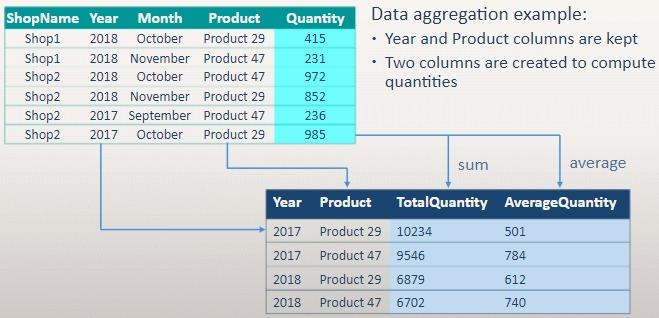 ShopName Year Month Product Quantity
Shop1 2018 October Product 29 415
Shop1 2018 November Product 47 231
Shop2 2018 October Product 47 972
Shop2 2018 November Product 29 852
Shop2 2017 September Product 47 236
Shop2 2017 October Product 29 985
Data aggregation example:
• Year and Product columns are kept
• Two columns are created to compute
quantities
sum
average
Year Product TotalQuantity AverageQuantity
2017 Product 29 10234 501
2017 Product 47 9546 784
2018 Product 29 6879 612
2018 Product 47 6702 740